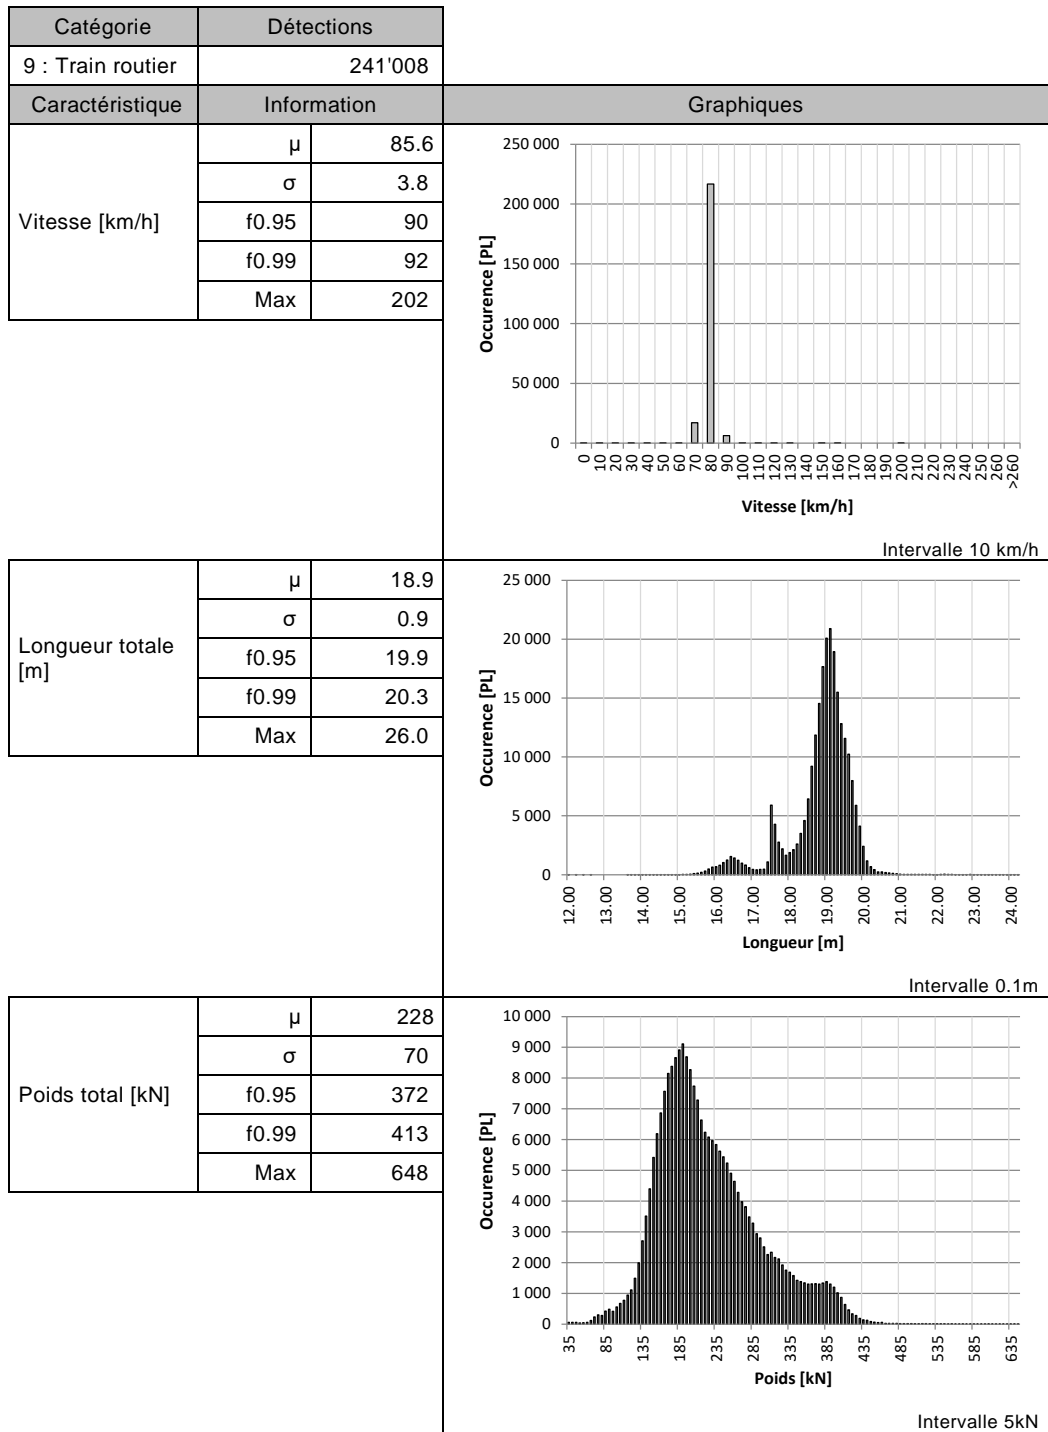 Catégorie Détections
9 : Train routier 241'008
Caractéristique Information Graphiques
Vitesse [km/h]
µ 85.6
σ 3.8
f0.95 90
f0.99 92
Max 202
250 000
200 000
150 000
100 000
50 000
0
Occurence [PL]
0 10 20 30 40 50 60 70 80 90 100 110 120 130 140 150 160 170 180 190 200 210 220 230 240 250 260 >260
Vitesse [km/h]
Intervalle 10 km/h
Longueur totale
[m]
µ 18.9
σ 0.9
f0.95 19.9
f0.99 20.3
Max 26.0
25 000
20 000
15 000
10 000
5 000
0
Occurence [PL]
12.00 13.00 14.00 15.00 16.00 17.00 18.00 19.00 20.00 21.00 22.00 23.00 24.00
Longueur [m]
Intervalle 0.1m
Poids total [kN]
µ 228
σ 70
f0.95 372
f0.99 413
Max 648
10 000
9 000
8 000
7 000
6 000
5 000
4 000
3 000
2 000
1 000
0
Occurence [PL]
35 85 135 185 235 285 335 385 435 485 535 585 635
Poids [kN]
Intervalle 5kN